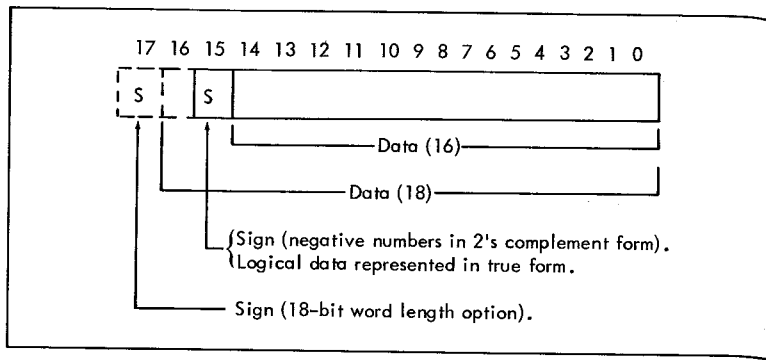 17 16 15 14 13 12 11 10 9 8 7 6 5 4 3 2 1 0
S S
Data (16)
Data (18)
Sign (negative numbers in 2's complement form).
Logical data represented in true form.
Sign (18-bit word length option).